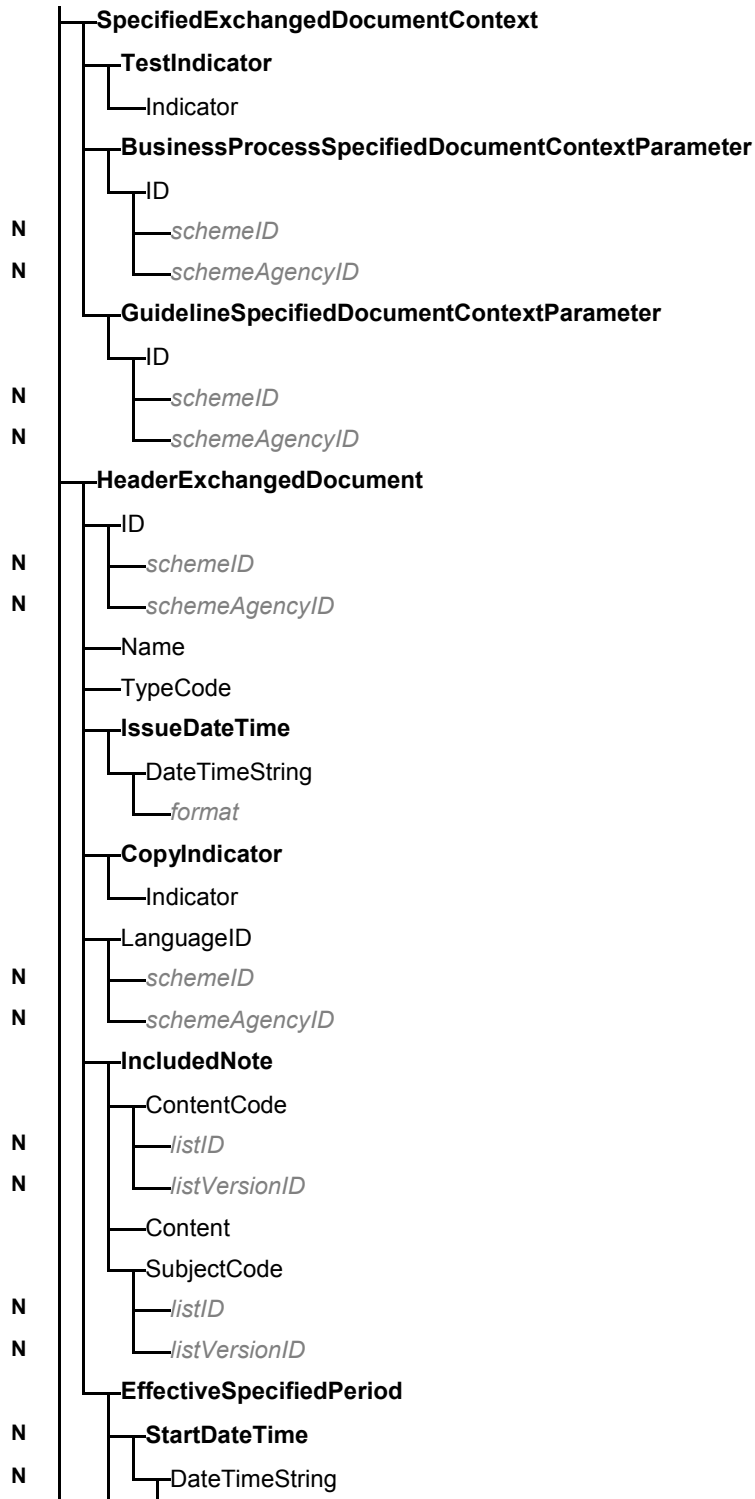 SpecifiedExchangedDocumentContext
TestIndicator
Indicator
BusinessProcessSpecifiedDocumentContextParameter
ID
N schemeID
N schemeAgencyID
GuidelineSpecifiedDocumentContextParameter
ID
N schemeID
N schemeAgencyID
HeaderExchangedDocument
ID
N schemeID
N schemeAgencyID
Name
TypeCode
IssueDateTime
DateTimeString
format
CopyIndicator
Indicator
LanguageID
N schemeID
N schemeAgencyID
IncludedNote
ContentCode
N listID
N listVersionID
Content
SubjectCode
N listID
N listVersionID
EffectiveSpecifiedPeriod
N StartDateTime
N DateTimeString